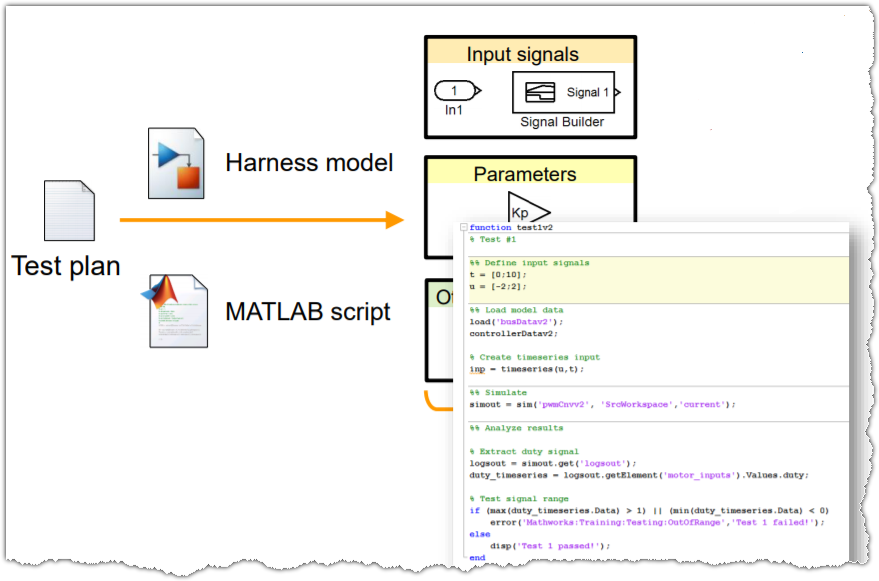 Input signals
1
In1
Signal 1
Signal Builder
Harness model
Parameters
Kp
Test plan
MATLAB script
function test1v2
% Test #1
%% Define input signals
t = [0;10];
u = [-2;2];
%% Load model data
load('busDatav2');
controllerDatav2;
% Create timeseries input
inp = timeseries(u,t);
%% Simulate
simout = sim('pwmCnvv2', 'SrcWorkspace','current');
%% Analyze results
% Extract duty signal
logsout = simout.get('logsout');
duty_timeseries = logsout.getElement('motor_inputs').Values.duty;
% Test signal range
if (max(duty_timeseries.Data) > 1) || (min(duty_timeseries.Data) < 0)
error('Mathworks:Training:Testing:OutOfRange','Test 1 failed!');
else
disp('Test 1 passed!');
end